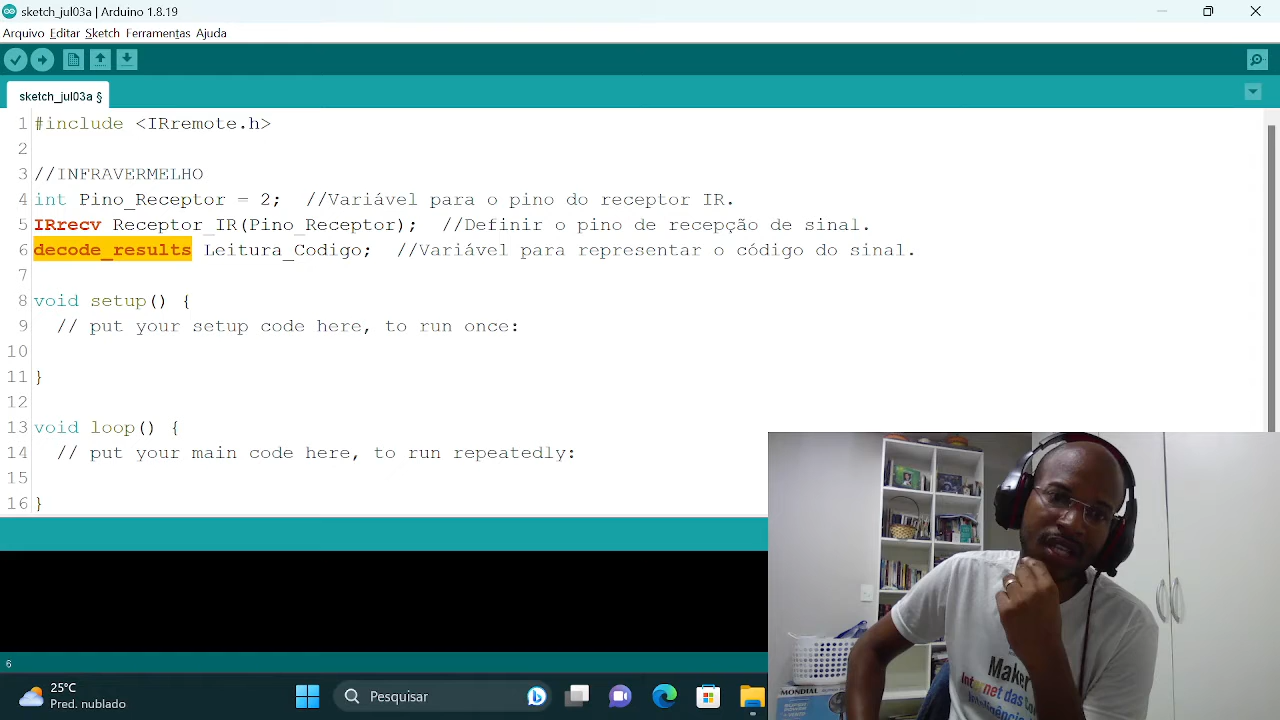 sketch_jul03a | Arduino 1.8.19
Arquivo Editar Sketch Ferramentas Ajuda
sketch_jul03a §
1 #include <IRremote.h>
2
3 //INFRAVERMELHO
4 int Pino_Receptor = 2; //Variável para o pino do receptor IR.
5 IRrecv Receptor_IR(Pino_Receptor); //Definir o pino de recepção de sinal.
6 decode_results Leitura_Codigo; //Variável para representar o código do sinal.
7
8 void setup() {
9 // put your setup code here, to run once:
10
11 }
12
13 void loop() {
14 // put your main code here, to run repeatedly:
15
16 }
6
25°C
Pred. nublado
Pesquisar
Maker
MONDIAL